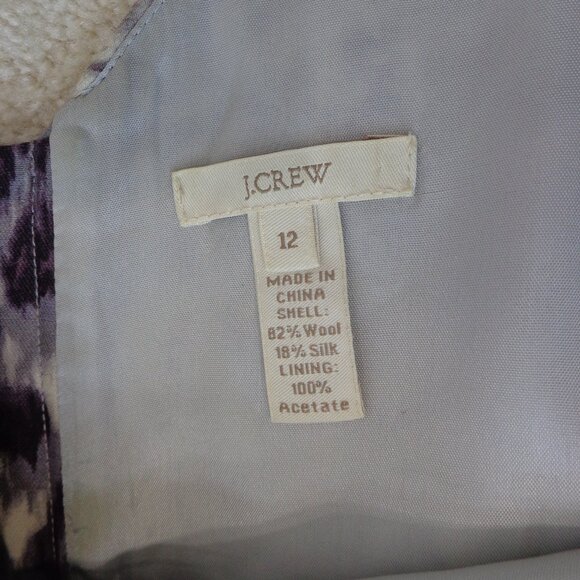 J.CREW
12
MADE IN
CHINA
SHELL:
82% Wool
18% Silk
LINING:
100%
Acetate